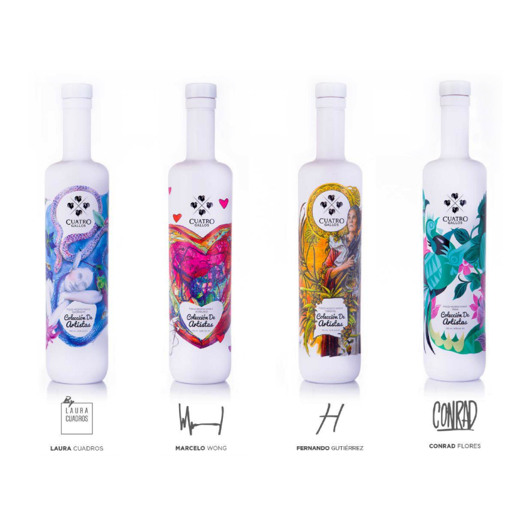 CUATRO
GALLOS
Colección De
Artistas
CUATRO
GALLOS
Colección De
Artistas
CUATRO
GALLOS
Colección De
Artistas
CUATRO
GALLOS
Colección De
Artistas
By
LAURA
CUADROS
H
CONRAD
LAURA CUADROS
MARCELO WONG
FERNANDO GUTIÉRREZ
CONRAD FLORES